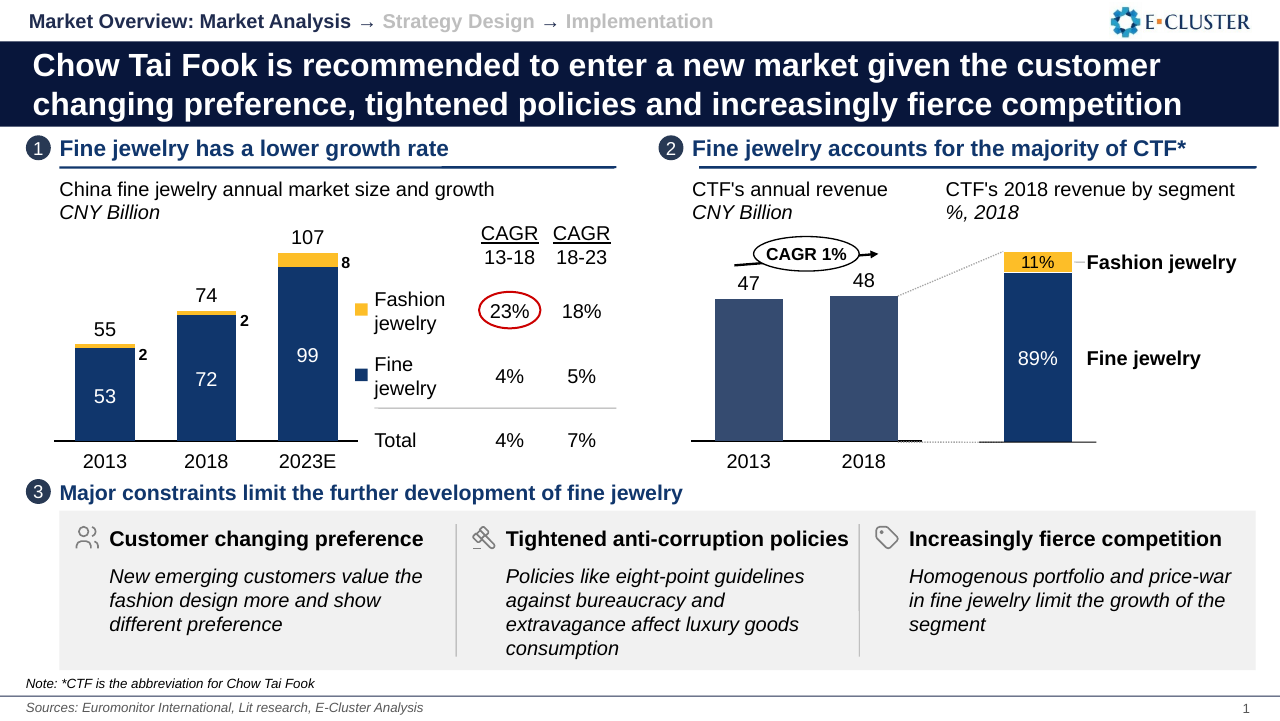 Market Overview: Market Analysis → Strategy Design → Implementation
E·CLUSTER
Chow Tai Fook is recommended to enter a new market given the customer
changing preference, tightened policies and increasingly fierce competition
1 Fine jewelry has a lower growth rate
China fine jewelry annual market size and growth
CNY Billion
107
8
74
2
55
2
53
72
99
2013 2018 2023E
CAGR CAGR
13-18 18-23
Fashion
jewelry
23% 18%
Fine
jewelry
4% 5%
Total 4% 7%
2 Fine jewelry accounts for the majority of CTF*
CTF's annual revenue
CNY Billion
CAGR 1%
47 48
2013 2018
CTF's 2018 revenue by segment
%, 2018
11% Fashion jewelry
89% Fine jewelry
3 Major constraints limit the further development of fine jewelry
Customer changing preference
New emerging customers value the
fashion design more and show
different preference
Tightened anti-corruption policies
Policies like eight-point guidelines
against bureaucracy and
extravagance affect luxury goods
consumption
Increasingly fierce competition
Homogenous portfolio and price-war
in fine jewelry limit the growth of the
segment
Note: *CTF is the abbreviation for Chow Tai Fook
Sources: Euromonitor International, Lit research, E-Cluster Analysis
1